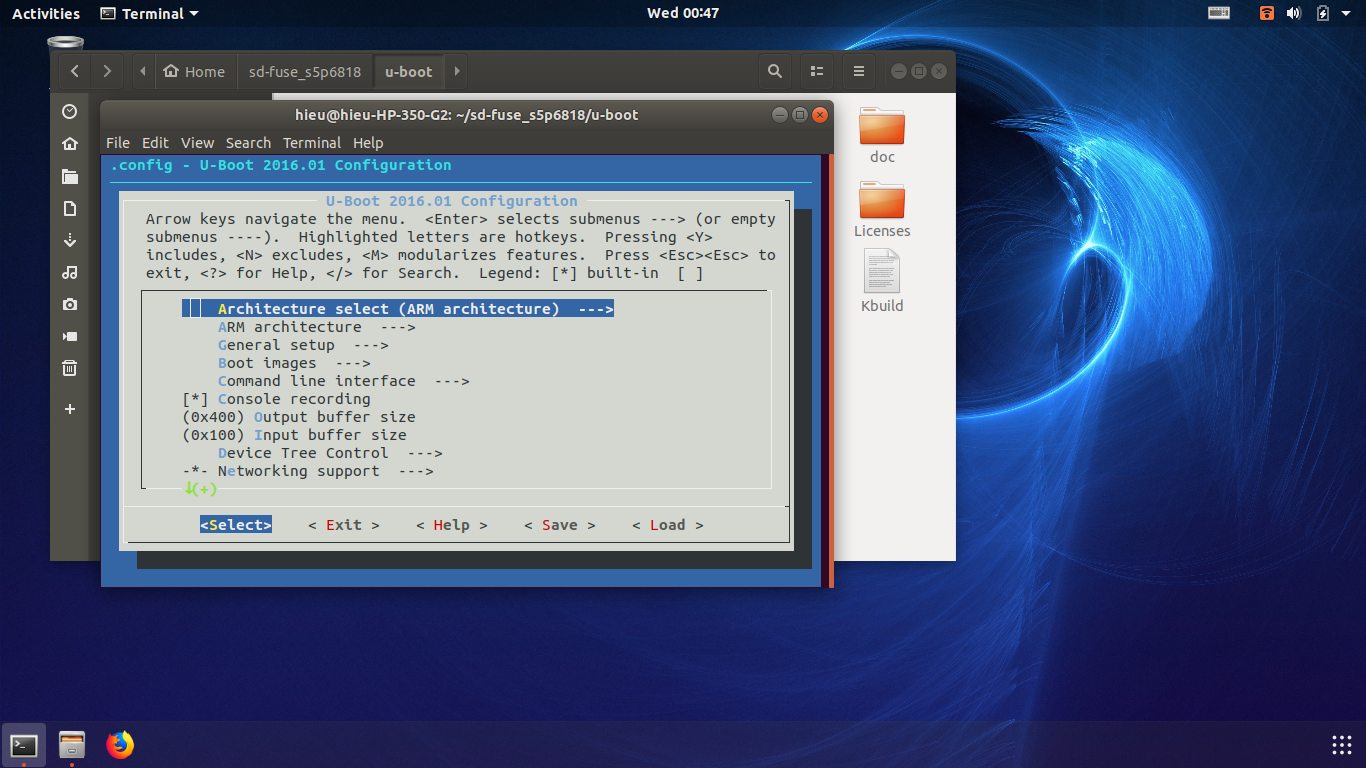 Activities
Terminal
Wed 00:47
Home
sd-fuse_s5p6818
u-boot
hieu@hieu-HP-350-G2: ~/sd-fuse_s5p6818/u-boot
File Edit View Search Terminal Help
.config - U-Boot 2016.01 Configuration
U-Boot 2016.01 Configuration
Arrow keys navigate the menu.  <Enter> selects submenus ---> (or empty
submenus ----).  Highlighted letters are hotkeys.  Pressing <Y>
includes, <N> excludes, <M> modularizes features.  Press <Esc><Esc> to
exit, <?> for Help, </> for Search.  Legend: [*] built-in  [ ]
Architecture select (ARM architecture)  --->
ARM architecture  --->
General setup  --->
Boot images  --->
Command line interface  --->
[*] Console recording
(0x400) Output buffer size
(0x100) Input buffer size
Device Tree Control  --->
-*- Networking support  --->
↓(+)
<Select>    < Exit >    < Help >    < Save >    < Load >
doc
Licenses
Kbuild